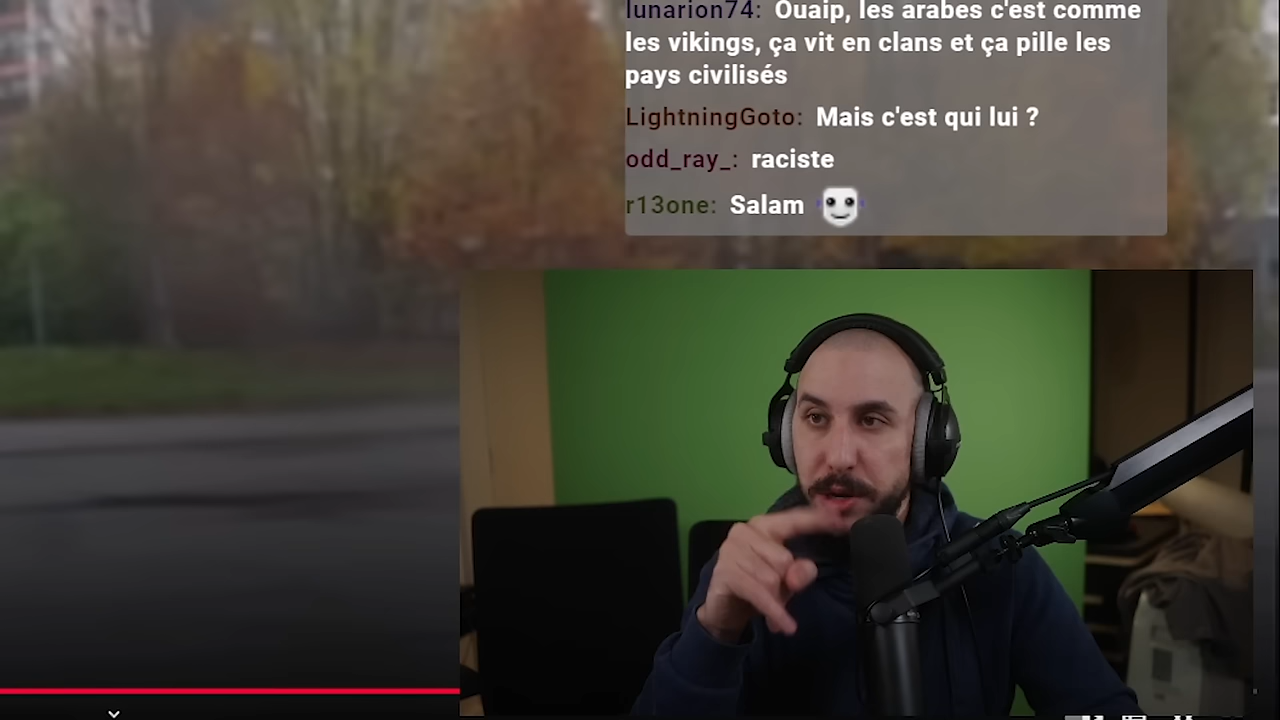 lunarion74: Ouaip, les arabes c'est comme
les vikings, ça vit en clans et ça pille les
pays civilisés
LightningGoto: Mais c'est qui lui ?
odd_ray_: raciste
r13one: Salam